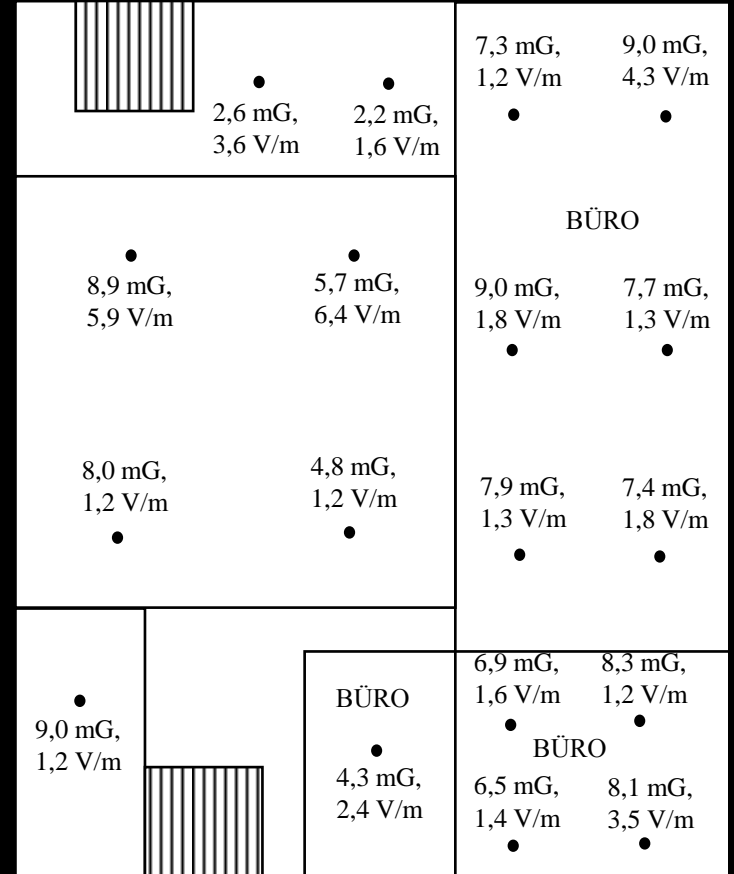 2,6 mG,
3,6 V/m
2,2 mG,
1,6 V/m
7,3 mG,
1,2 V/m
9,0 mG,
4,3 V/m
BÜRO
8,9 mG,
5,9 V/m
5,7 mG,
6,4 V/m
9,0 mG,
1,8 V/m
7,7 mG,
1,3 V/m
8,0 mG,
1,2 V/m
4,8 mG,
1,2 V/m
7,9 mG,
1,3 V/m
7,4 mG,
1,8 V/m
9,0 mG,
1,2 V/m
BÜRO
4,3 mG,
2,4 V/m
6,9 mG,
1,6 V/m
8,3 mG,
1,2 V/m
BÜRO
6,5 mG,
1,4 V/m
8,1 mG,
3,5 V/m